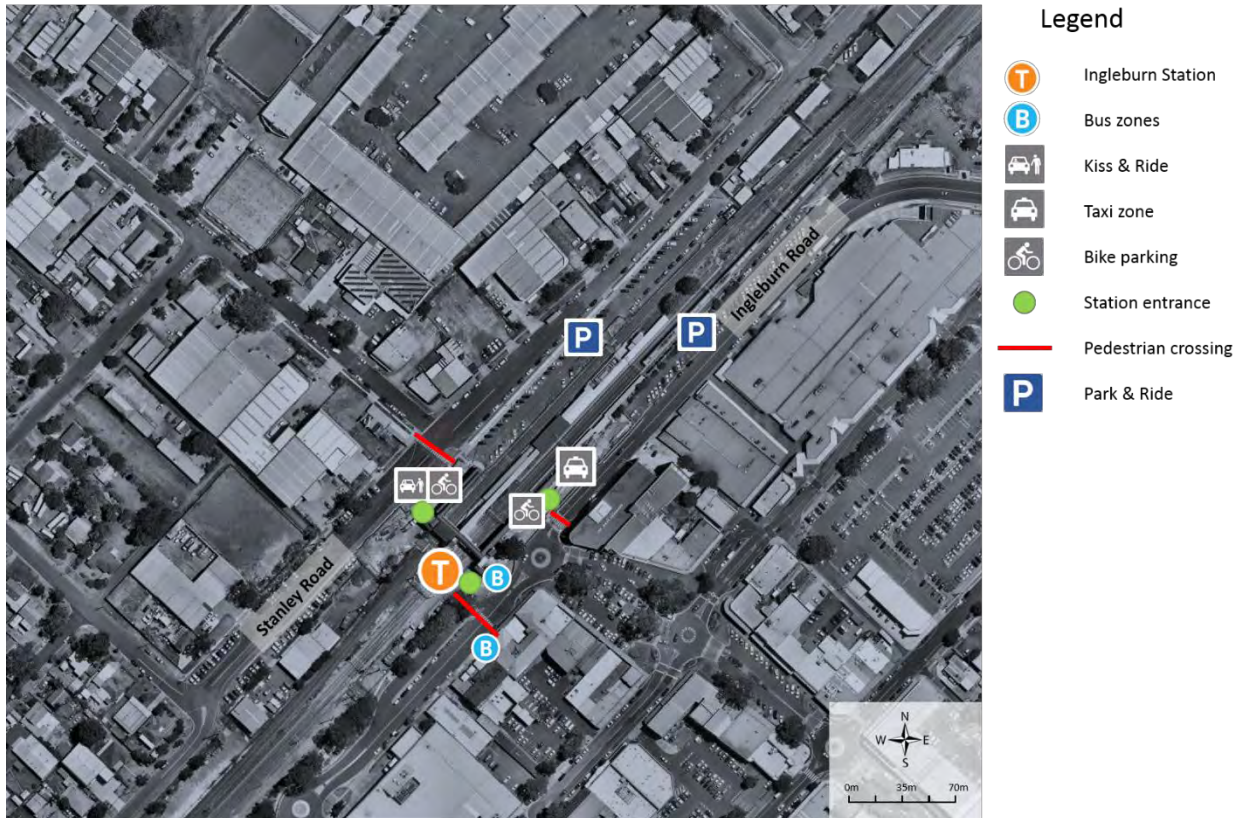 Legend
T
Ingleburn Station
B
Bus zones
Kiss & Ride
Taxi zone
Bike parking
Station entrance
Pedestrian crossing
P
Park & Ride
Ingleburn Road
P
P
Stanley Road
T
B
B
N
W E
S
0m 35m 70m